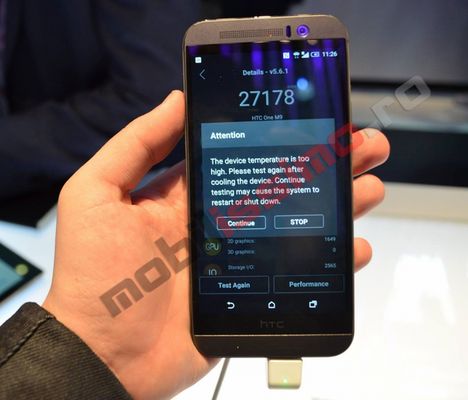 11:26
Details - v5.6.1
27178
HTC One M9
Attention
The device temperature is too
high. Please test again after
cooling the device. Continue
testing may cause the system to
restart or shut down.
Continue STOP
2D graphics: 1649
GPU
3D graphics: 0
Storage I/O: 2565
IO
Test Again Performance
hTC
mobilissimo.ro